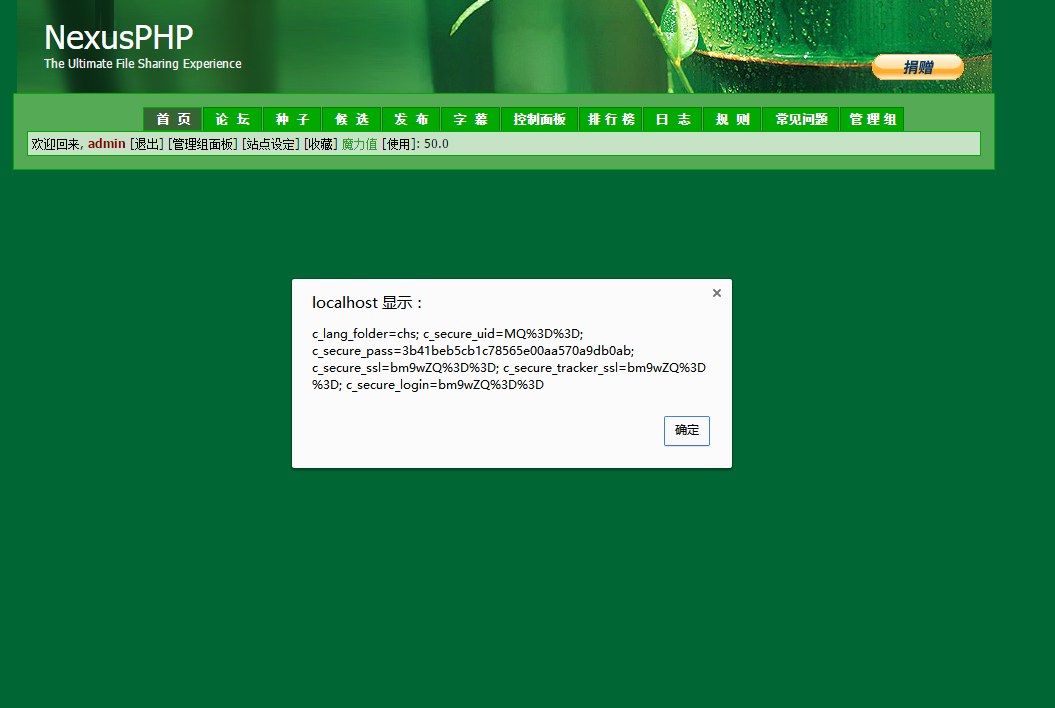 NexusPHP
The Ultimate File Sharing Experience
捐赠
首 页 论 坛 种 子 候 选 发 布 字 幕 控制面板 排 行 榜 日 志 规 则 常见问题 管 理 组
欢迎回来, admin [退出] [管理组面板] [站点设定] [收藏] 魔力值 [使用]: 50.0
localhost 显示：
×
c_lang_folder=chs; c_secure_uid=MQ%3D%3D;
c_secure_pass=3b41beb5cb1c78565e00aa570a9db0ab;
c_secure_ssl=bm9wZQ%3D%3D; c_secure_tracker_ssl=bm9wZQ%3D
%3D; c_secure_login=bm9wZQ%3D%3D
确定